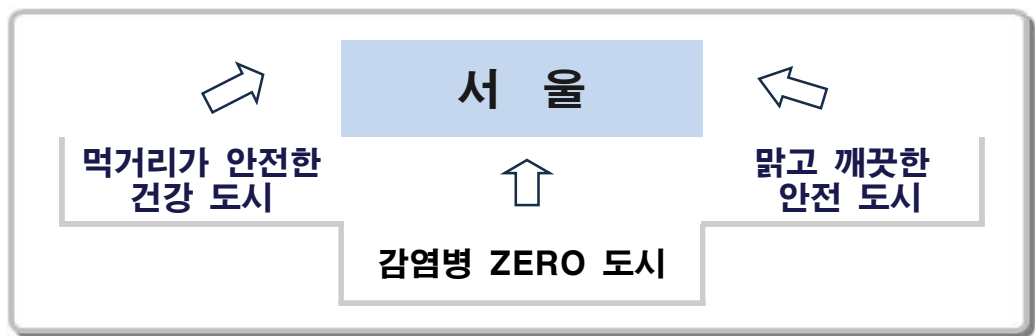 서 울
먹거리가 안전한
건강 도시
맑고 깨끗한
안전 도시
감염병 ZERO 도시